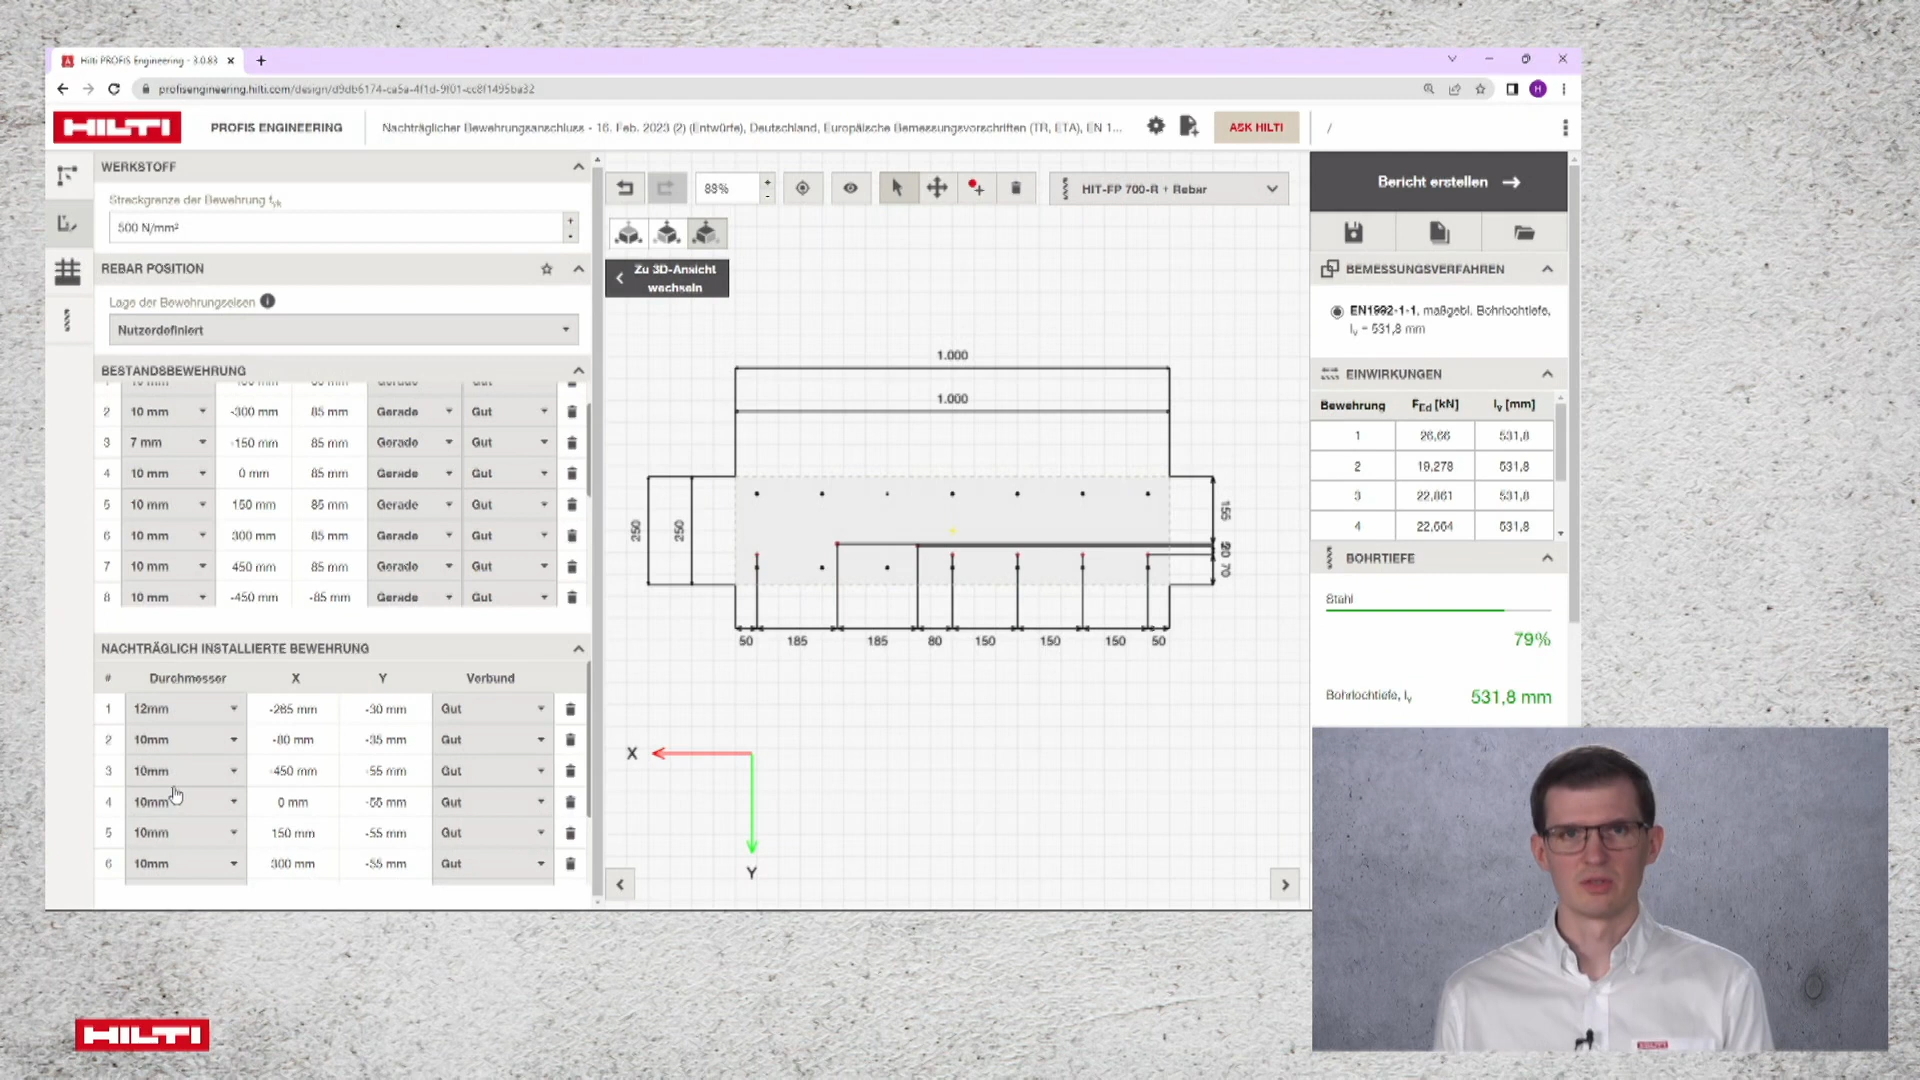 Hilti PROFIS Engineering - 3.0.83
profisengineering.hilti.com/design/d9db6174-ca5a-4f1d-9f01-cc8f1495ba32
H
HILTI
PROFIS ENGINEERING
Nachträglicher Bewehrungsanschluss - 16. Feb. 2023 (2) (Entwürfe), Deutschland, Europäische Bemessungsvorschriften (TR, ETA), EN 1...
ASK HILTI
/
WERKSTOFF
Streckgrenze der Bewehrung fyk
500 N/mm²
REBAR POSITION
Lage der Bewehrungseisen
Nutzerdefiniert
BESTANDSBEWEHRUNG
2 10 mm -300 mm 85 mm Gerade Gut
3 7 mm -150 mm 85 mm Gerade Gut
4 10 mm 0 mm 85 mm Gerade Gut
5 10 mm 150 mm 85 mm Gerade Gut
6 10 mm 300 mm 85 mm Gerade Gut
7 10 mm 450 mm 85 mm Gerade Gut
8 10 mm -450 mm -85 mm Gerade Gut
NACHTRÄGLICH INSTALLIERTE BEWEHRUNG
# Durchmesser X Y Verbund
1 12mm -265 mm -30 mm Gut
2 10mm -80 mm -35 mm Gut
3 10mm -450 mm -55 mm Gut
4 10mm 0 mm -55 mm Gut
5 10mm 150 mm -55 mm Gut
6 10mm 300 mm -55 mm Gut
88%
HIT-FP 700-R + Rebar
Zu 3D-Ansicht
wechseln
1.000
1.000
250
250
155
70
50 185 185 80 150 150 150 50
X
Y
Bericht erstellen
BEMESSUNGSVERFAHREN
EN1992-1-1, maßgebl. Bohrlochtiefe,
lv = 531,8 mm
EINWIRKUNGEN
Bewehrung FEd [kN] lv [mm]
1 26,66 531,8
2 19,278 531,8
3 22,861 531,8
4 22,664 531,8
BOHRTIEFE
Stahl
79%
Bohrlochtiefe, lv 531,8 mm
HILTI
HILTI